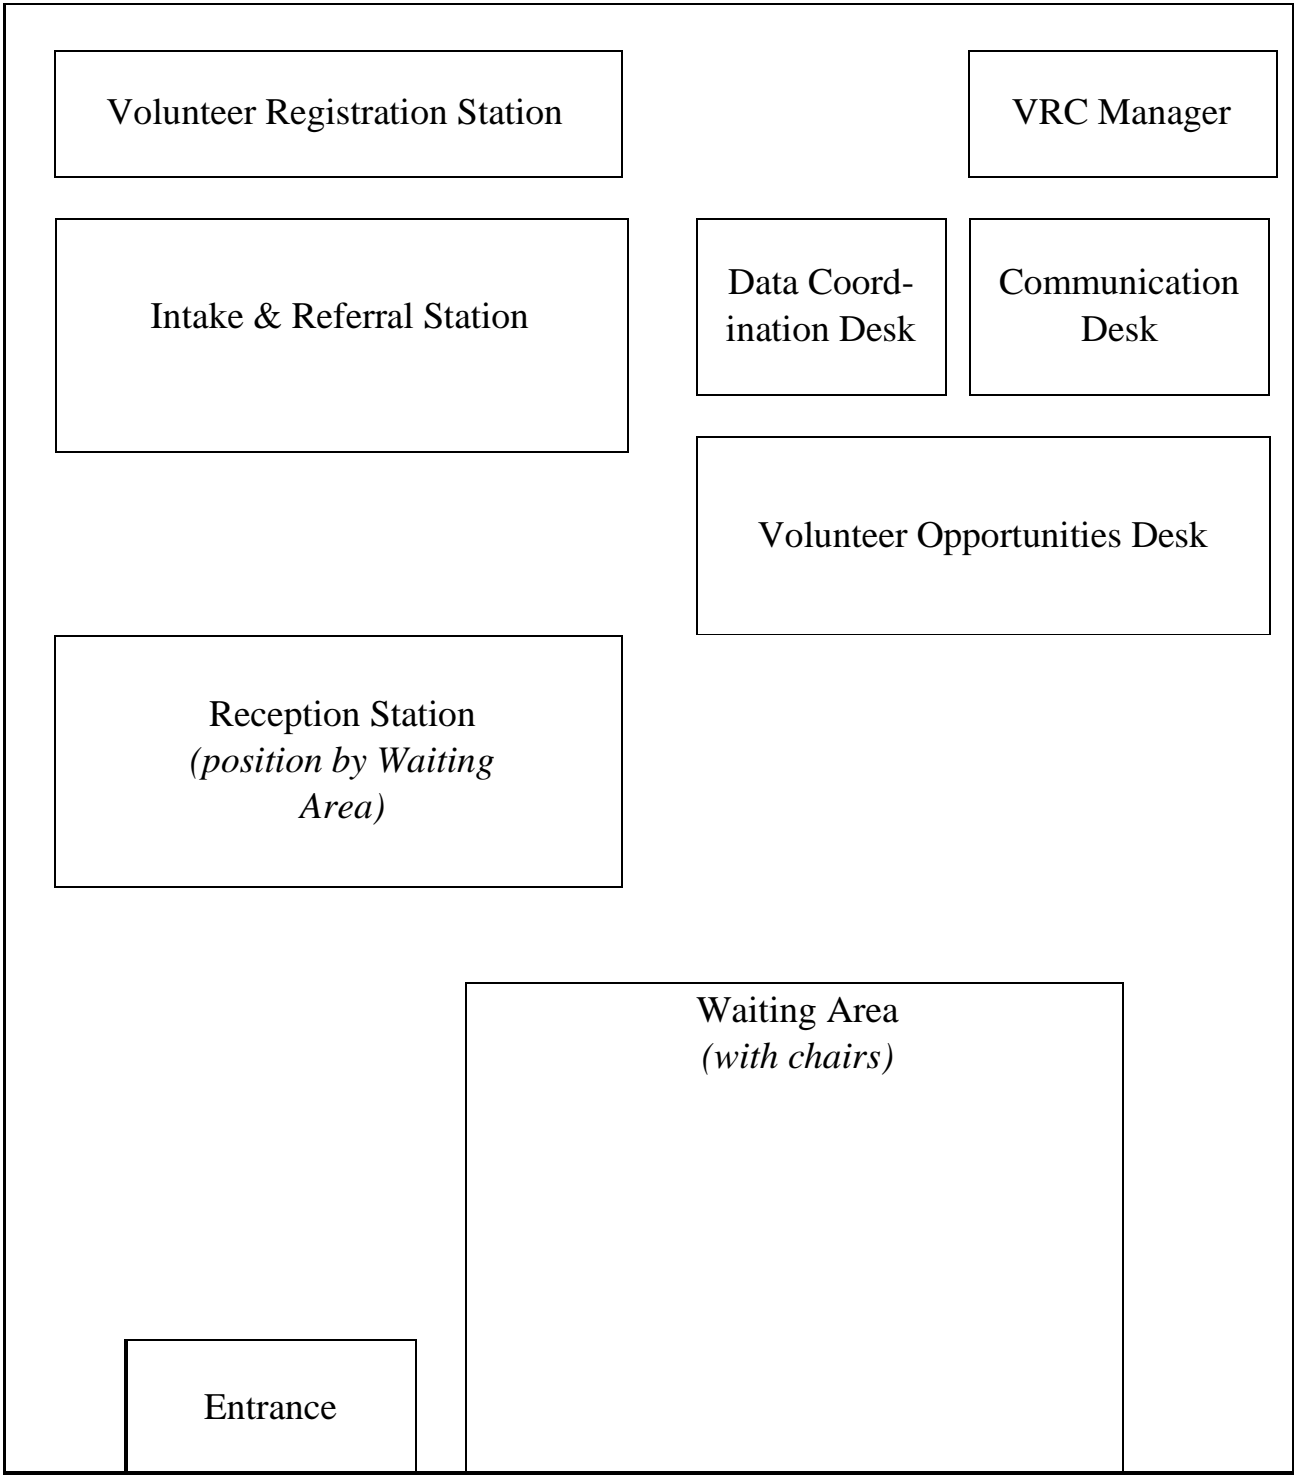 Volunteer Registration Station
VRC Manager
Intake & Referral Station
Data Coord-
ination Desk
Communication
Desk
Volunteer Opportunities Desk
Reception Station
(position by Waiting
Area)
Waiting Area
(with chairs)
Entrance